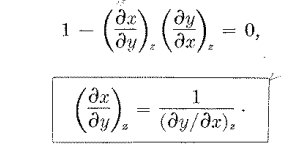 1 − (∂x/∂y)_z (∂y/∂x)_z = 0,
(∂x/∂y)_z = 1/(∂y/∂x)_z .